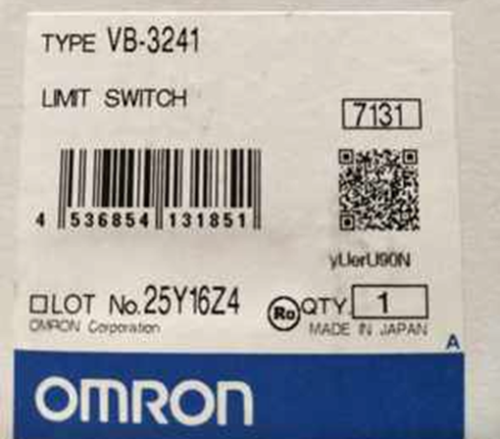 TYPE VB-3241
LIMIT SWITCH
7131
4 536854 131851
yUerU90N
LOT No. 25Y16Z4
Ro QTY. 1
OMRON Corporation
MADE IN JAPAN
A
OMRON